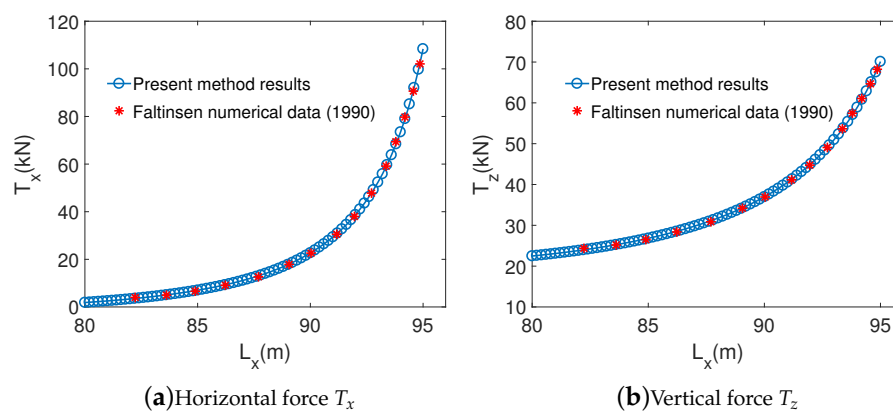 120
100
80
60
40
20
0
T_x(kN)
Present method results
Faltinsen numerical data (1990)
80 85 90 95
L_x(m)
(a)Horizontal force T_x
80
70
60
50
40
30
20
10
T_z(kN)
Present method results
Faltinsen numerical data (1990)
80 85 90 95
L_x(m)
(b)Vertical force T_z